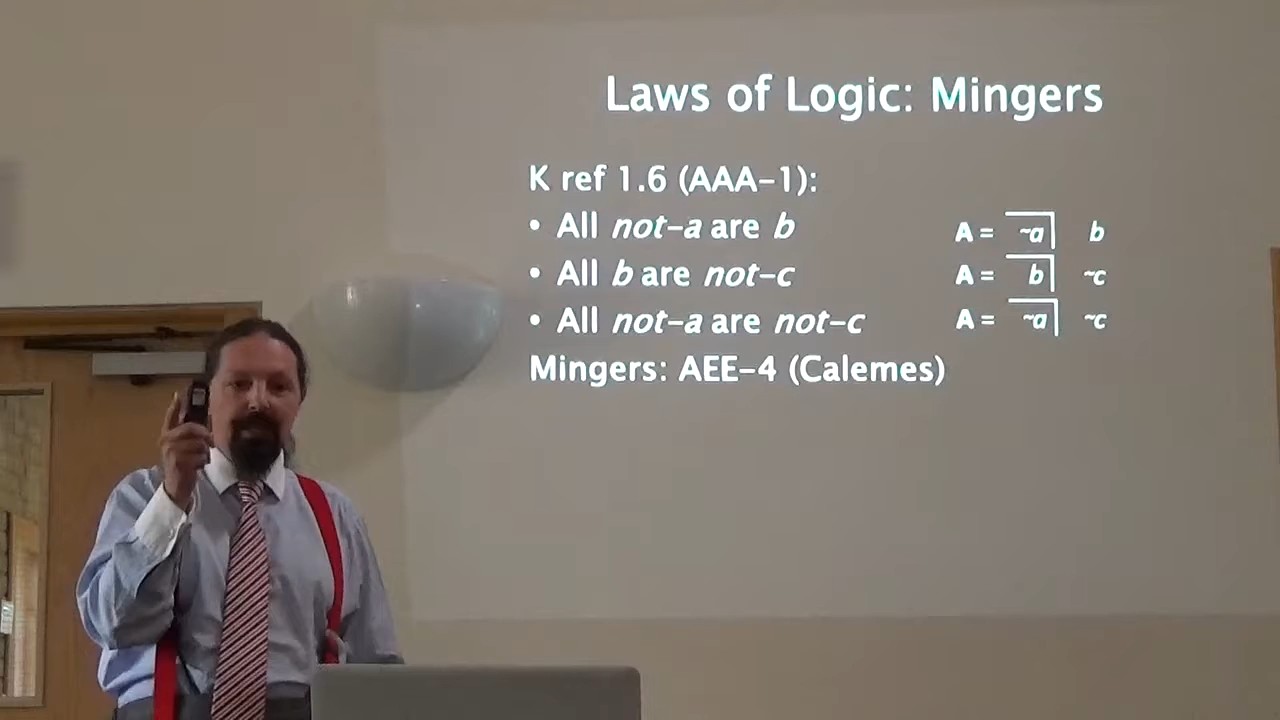 Laws of Logic: Mingers
K ref 1.6 (AAA-1):
• All not-a are b
A = ~a b
• All b are not-c
A = b ~c
• All not-a are not-c
A = ~a ~c
Mingers: AEE-4 (Calemes)